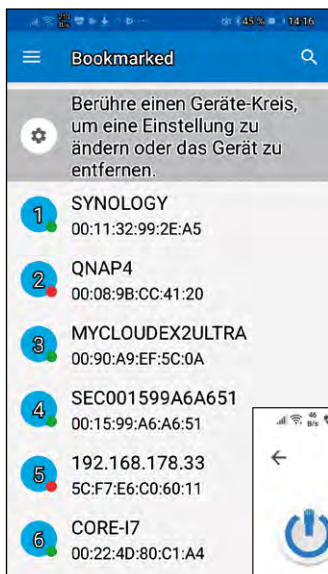 45 % 14:16
Bookmarked
Berühre einen Geräte-Kreis,
um eine Einstellung zu
ändern oder das Gerät zu
entfernen.
1 SYNOLOGY
00:11:32:99:2E:A5
2 QNAP4
00:08:9B:CC:41:20
3 MYCLOUDEX2ULTRA
00:90:A9:EF:5C:0A
4 SEC001599A6A651
00:15:99:A6:A6:51
46
B/s
5 192.168.178.33
5C:F7:E6:C0:60:11
6 CORE-I7
00:22:4D:80:C1:A4